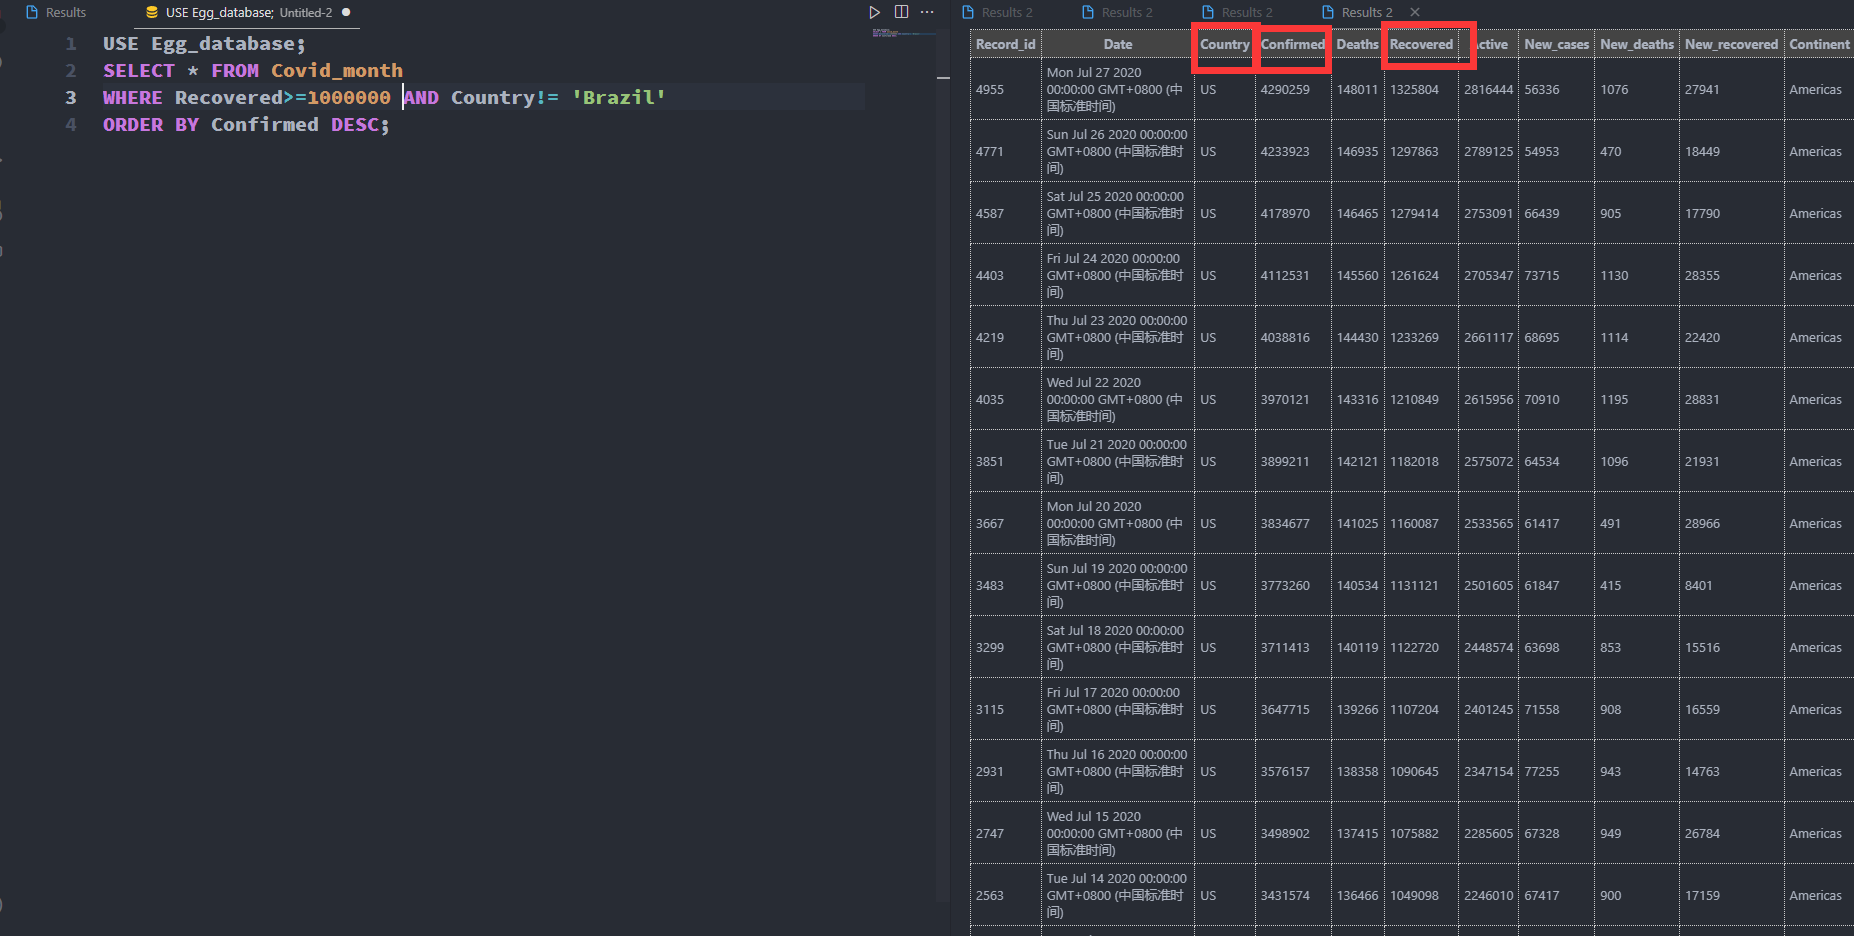 Results
USE Egg_database; Untitled-2
Results 2
Results 2
Results 2
Results 2
1 USE Egg_database;
2 SELECT * FROM Covid_month
3 WHERE Recovered>=1000000 AND Country!= 'Brazil'
4 ORDER BY Confirmed DESC;
Record_id Date Country Confirmed Deaths Recovered ctive New_cases New_deaths New_recovered Continent
4955 Mon Jul 27 2020 00:00:00 GMT+0800 (中国标准时间) US 4290259 148011 1325804 2816444 56336 1076 27941 Americas
4771 Sun Jul 26 2020 00:00:00 GMT+0800 (中国标准时间) US 4233923 146935 1297863 2789125 54953 470 18449 Americas
4587 Sat Jul 25 2020 00:00:00 GMT+0800 (中国标准时间) US 4178970 146465 1279414 2753091 66439 905 17790 Americas
4403 Fri Jul 24 2020 00:00:00 GMT+0800 (中国标准时间) US 4112531 145560 1261624 2705347 73715 1130 28355 Americas
4219 Thu Jul 23 2020 00:00:00 GMT+0800 (中国标准时间) US 4038816 144430 1233269 2661117 68695 1114 22420 Americas
4035 Wed Jul 22 2020 00:00:00 GMT+0800 (中国标准时间) US 3970121 143316 1210849 2615956 70910 1195 28831 Americas
3851 Tue Jul 21 2020 00:00:00 GMT+0800 (中国标准时间) US 3899211 142121 1182018 2575072 64534 1096 21931 Americas
3667 Mon Jul 20 2020 00:00:00 GMT+0800 (中国标准时间) US 3834677 141025 1160087 2533565 61417 491 28966 Americas
3483 Sun Jul 19 2020 00:00:00 GMT+0800 (中国标准时间) US 3773260 140534 1131121 2501605 61847 415 8401 Americas
3299 Sat Jul 18 2020 00:00:00 GMT+0800 (中国标准时间) US 3711413 140119 1122720 2448574 63698 853 15516 Americas
3115 Fri Jul 17 2020 00:00:00 GMT+0800 (中国标准时间) US 3647715 139266 1107204 2401245 71558 908 16559 Americas
2931 Thu Jul 16 2020 00:00:00 GMT+0800 (中国标准时间) US 3576157 138358 1090645 2347154 77255 943 14763 Americas
2747 Wed Jul 15 2020 00:00:00 GMT+0800 (中国标准时间) US 3498902 137415 1075882 2285605 67328 949 26784 Americas
2563 Tue Jul 14 2020 00:00:00 GMT+0800 (中国标准时间) US 3431574 136466 1049098 2246010 67417 900 17159 Americas